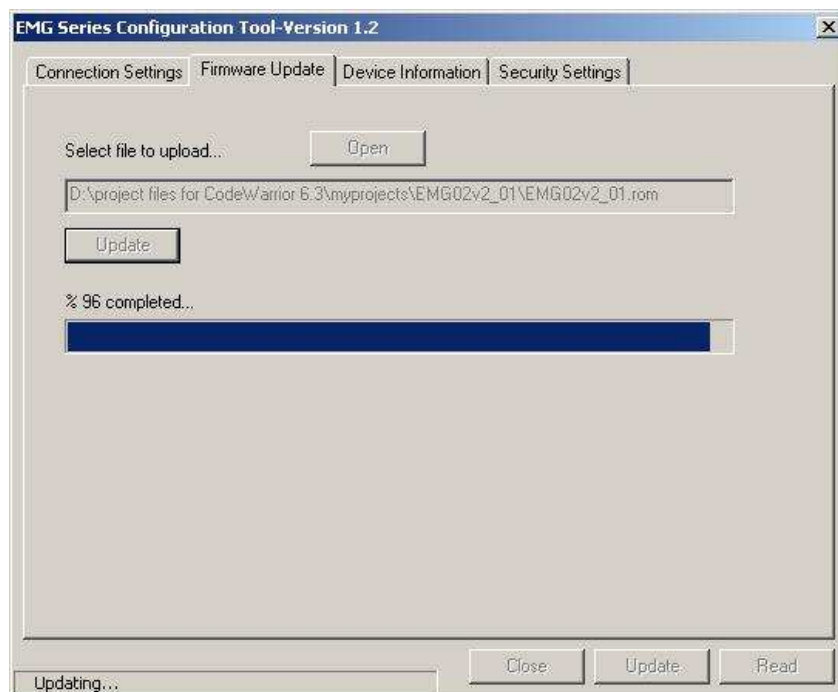 EMG Series Configuration Tool-Version 1.2
Connection Settings Firmware Update Device Information Security Settings
Select file to upload... Open
D:\project files for CodeWarrior 6.3\myprojects\EMG02v2_01\EMG02v2_01.rom
Update
% 96 completed...
Close Update Read
Updating...